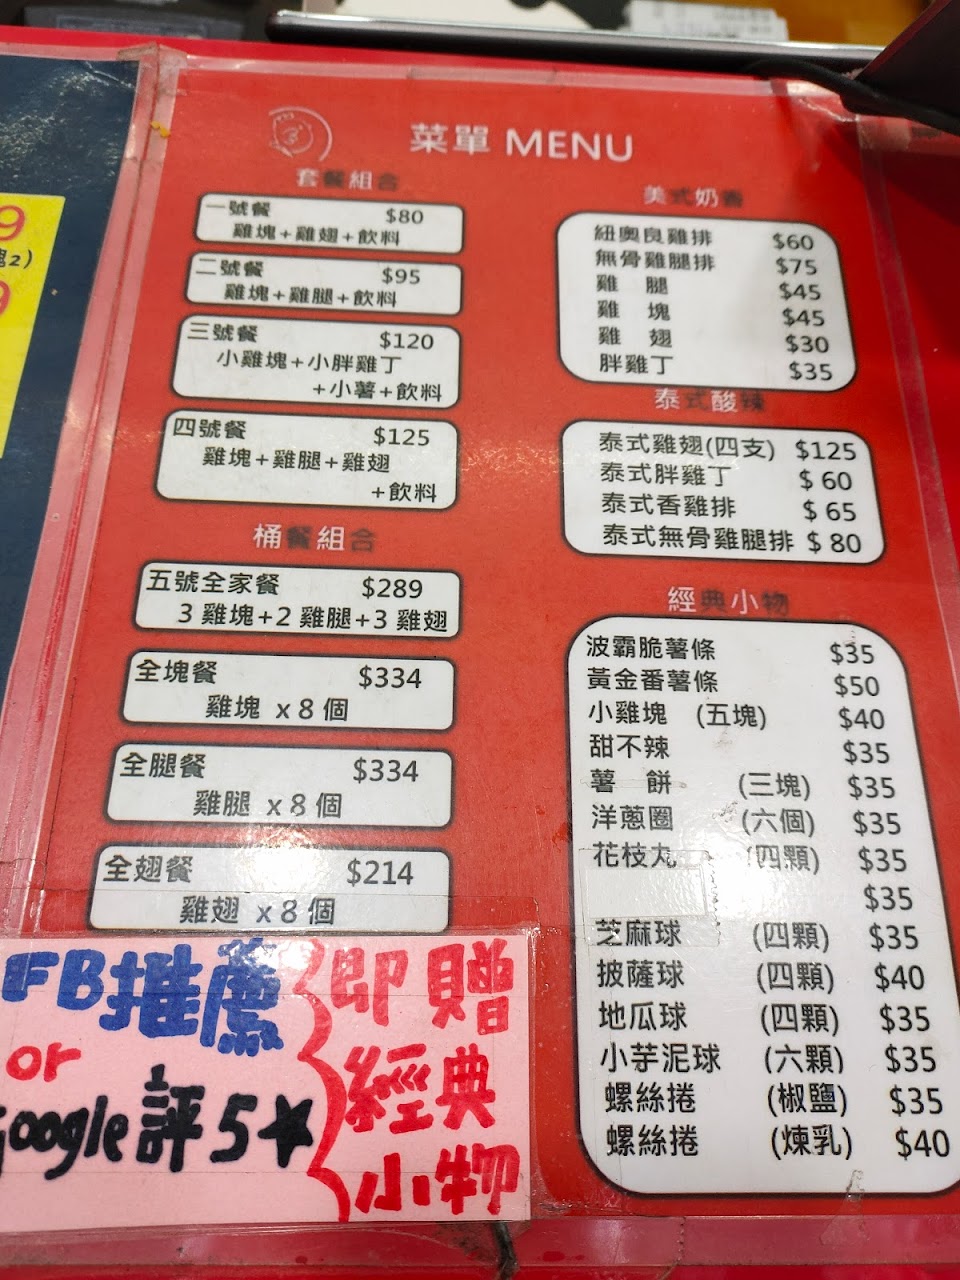 菜單 MENU
套餐組合
一號餐 $80
雞塊+雞翅+飲料
二號餐 $95
雞塊+雞腿+飲料
三號餐 $120
小雞塊+小胖雞丁
+小薯+飲料
四號餐 $125
雞塊+雞腿+雞翅
+飲料
桶餐組合
五號全家餐 $289
3 雞塊+2 雞腿+3 雞翅
全塊餐 $334
雞塊 x 8 個
全腿餐 $334
雞腿 x 8 個
全翅餐 $214
雞翅 x 8 個
美式奶香
紐奧良雞排 $60
無骨雞腿排 $75
雞 腿 $45
雞 塊 $45
雞 翅 $30
胖雞丁 $35
泰式酸辣
泰式雞翅(四支) $125
泰式胖雞丁 $ 60
泰式香雞排 $ 65
泰式無骨雞腿排 $ 80
經典小物
波霸脆薯條 $35
黃金番薯條 $50
小雞塊 (五塊) $40
甜不辣 $35
薯 餅 (三塊) $35
洋蔥圈 (六個) $35
花枝丸 (四顆) $35
$35
芝麻球 (四顆) $35
披薩球 (四顆) $40
地瓜球 (四顆) $35
小芋泥球 (六顆) $35
螺絲捲 (椒鹽) $35
螺絲捲 (煉乳) $40
FB推薦
or
Google評5★
即贈
經典
小物
9
塊2)
9